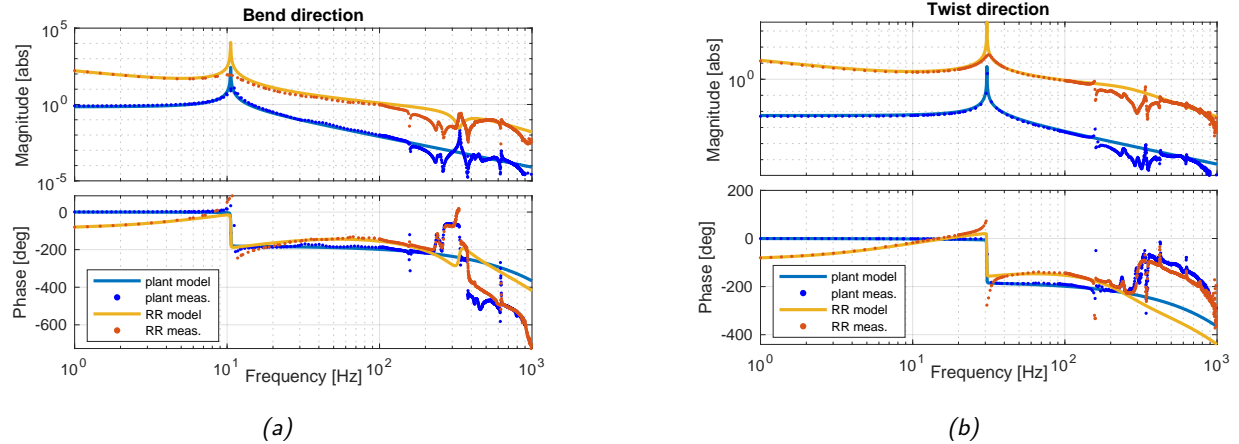 Bend direction
Magnitude [abs]
10^5
10^0
10^-5
Phase [deg]
0
-200
-400
-600
plant model
plant meas.
RR model
RR meas.
10^0
10^1
10^2
10^3
Frequency [Hz]
(a)
Twist direction
Magnitude [abs]
10^0
Phase [deg]
200
0
-200
-400
plant model
plant meas.
RR model
RR meas.
10^0
10^1
10^2
10^3
Frequency [Hz]
(b)